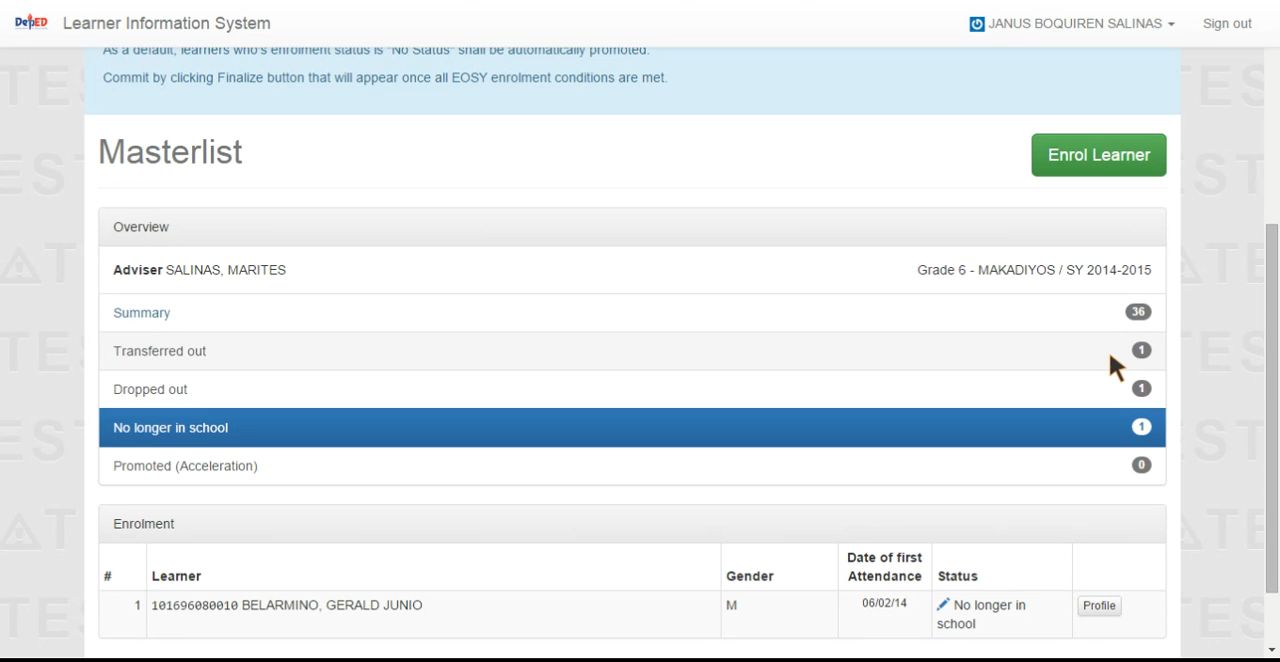 DepED Learner Information System
JANUS BOQUIREN SALINAS
Sign out
As a default, learners who's enrolment status is "No Status" shall be automatically promoted.
Commit by clicking Finalize button that will appear once all EOSY enrolment conditions are met.
Masterlist
Enrol Learner
Overview
Adviser SALINAS, MARITES
Grade 6 - MAKADIYOS / SY 2014-2015
Summary 36
Transferred out 1
Dropped out 1
No longer in school 1
Promoted (Acceleration) 0
Enrolment
# Learner Gender Date of first Attendance Status
1 101696080010 BELARMINO, GERALD JUNIO M 06/02/14 No longer in school Profile